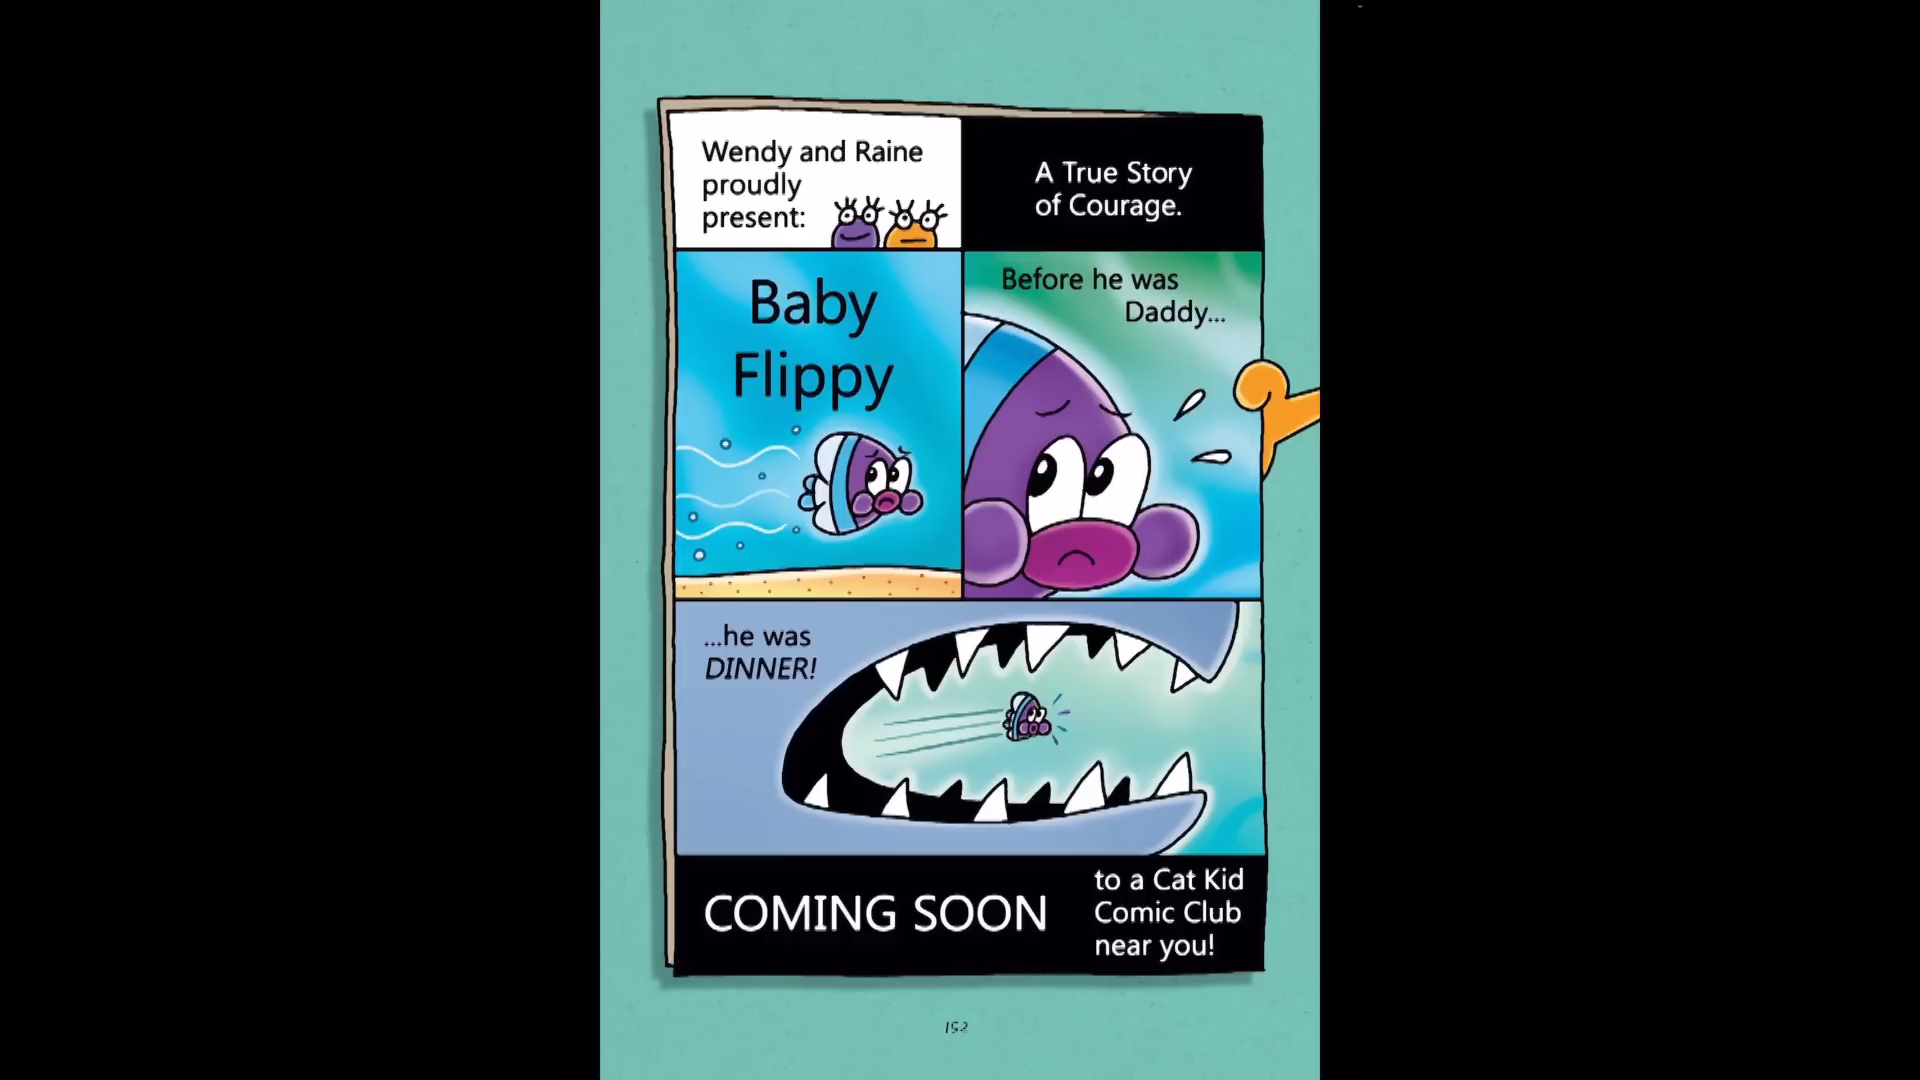 Wendy and Raine
proudly
present:
A True Story
of Courage.
Baby
Flippy
Before he was
Daddy...
...he was
DINNER!
COMING SOON
to a Cat Kid
Comic Club
near you!
152